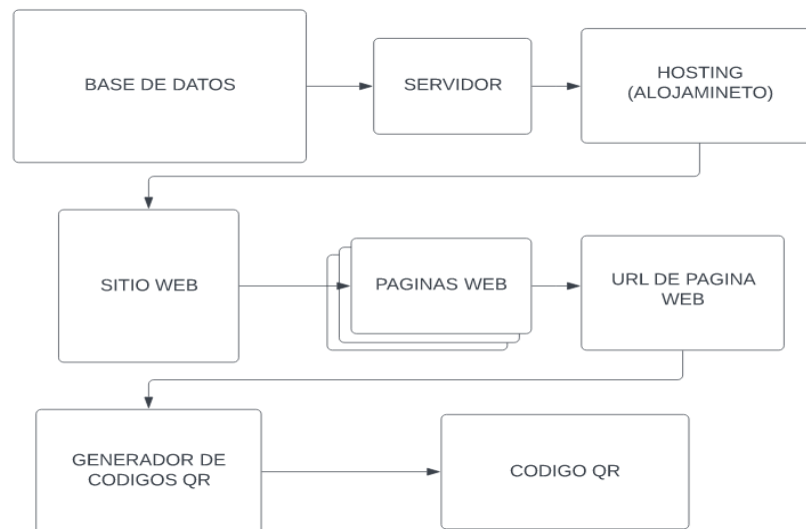 BASE DE DATOS
SERVIDOR
HOSTING
(ALOJAMINETO)
SITIO WEB
PAGINAS WEB
URL DE PAGINA
WEB
GENERADOR DE
CODIGOS QR
CODIGO QR